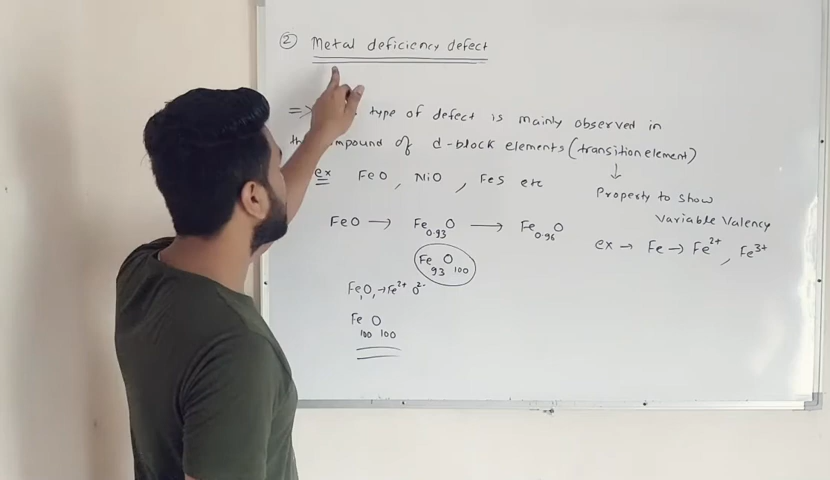 ② Metal deficiency defect
=> type of defect is mainly observed in
compound of d-block elements (transition element)
ex FeO, NiO, FeS etc
↓
Property to show
Variable Valency
FeO → Fe0.93O → Fe0.96O
ex → Fe → Fe2+, Fe3+
Fe93O100
Fe1O1 → Fe2+ O2-
Fe100O100